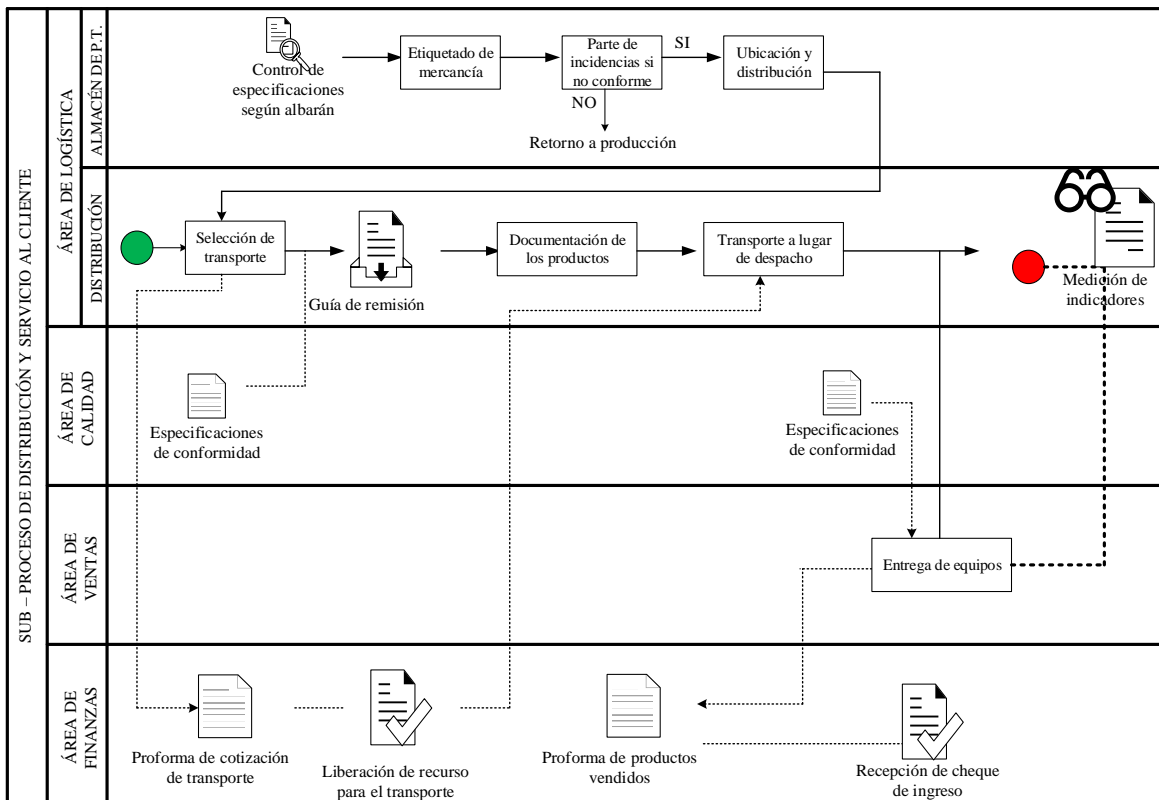 SUB – PROCESO DE DISTRIBUCIÓN Y SERVICIO AL CLIENTE
ÁREA DE LOGÍSTICA
ALMACÉN DE P.T.
Control de
especificaciones
según albarán
Etiquetado de
mercancía
Parte de
incidencias si
no conforme
SI
NO
Retorno a producción
Ubicación y
distribución
DISTRIBUCIÓN
Selección de
transporte
Guía de remisión
Documentación de
los productos
Transporte a lugar
de despacho
Medición de
indicadores
ÁREA DE
CALIDAD
Especificaciones
de conformidad
Especificaciones
de conformidad
ÁREA DE
VENTAS
Entrega de equipos
ÁREA DE
FINANZAS
Proforma de cotización
de transporte
Liberación de recurso
para el transporte
Proforma de productos
vendidos
Recepción de cheque
de ingreso